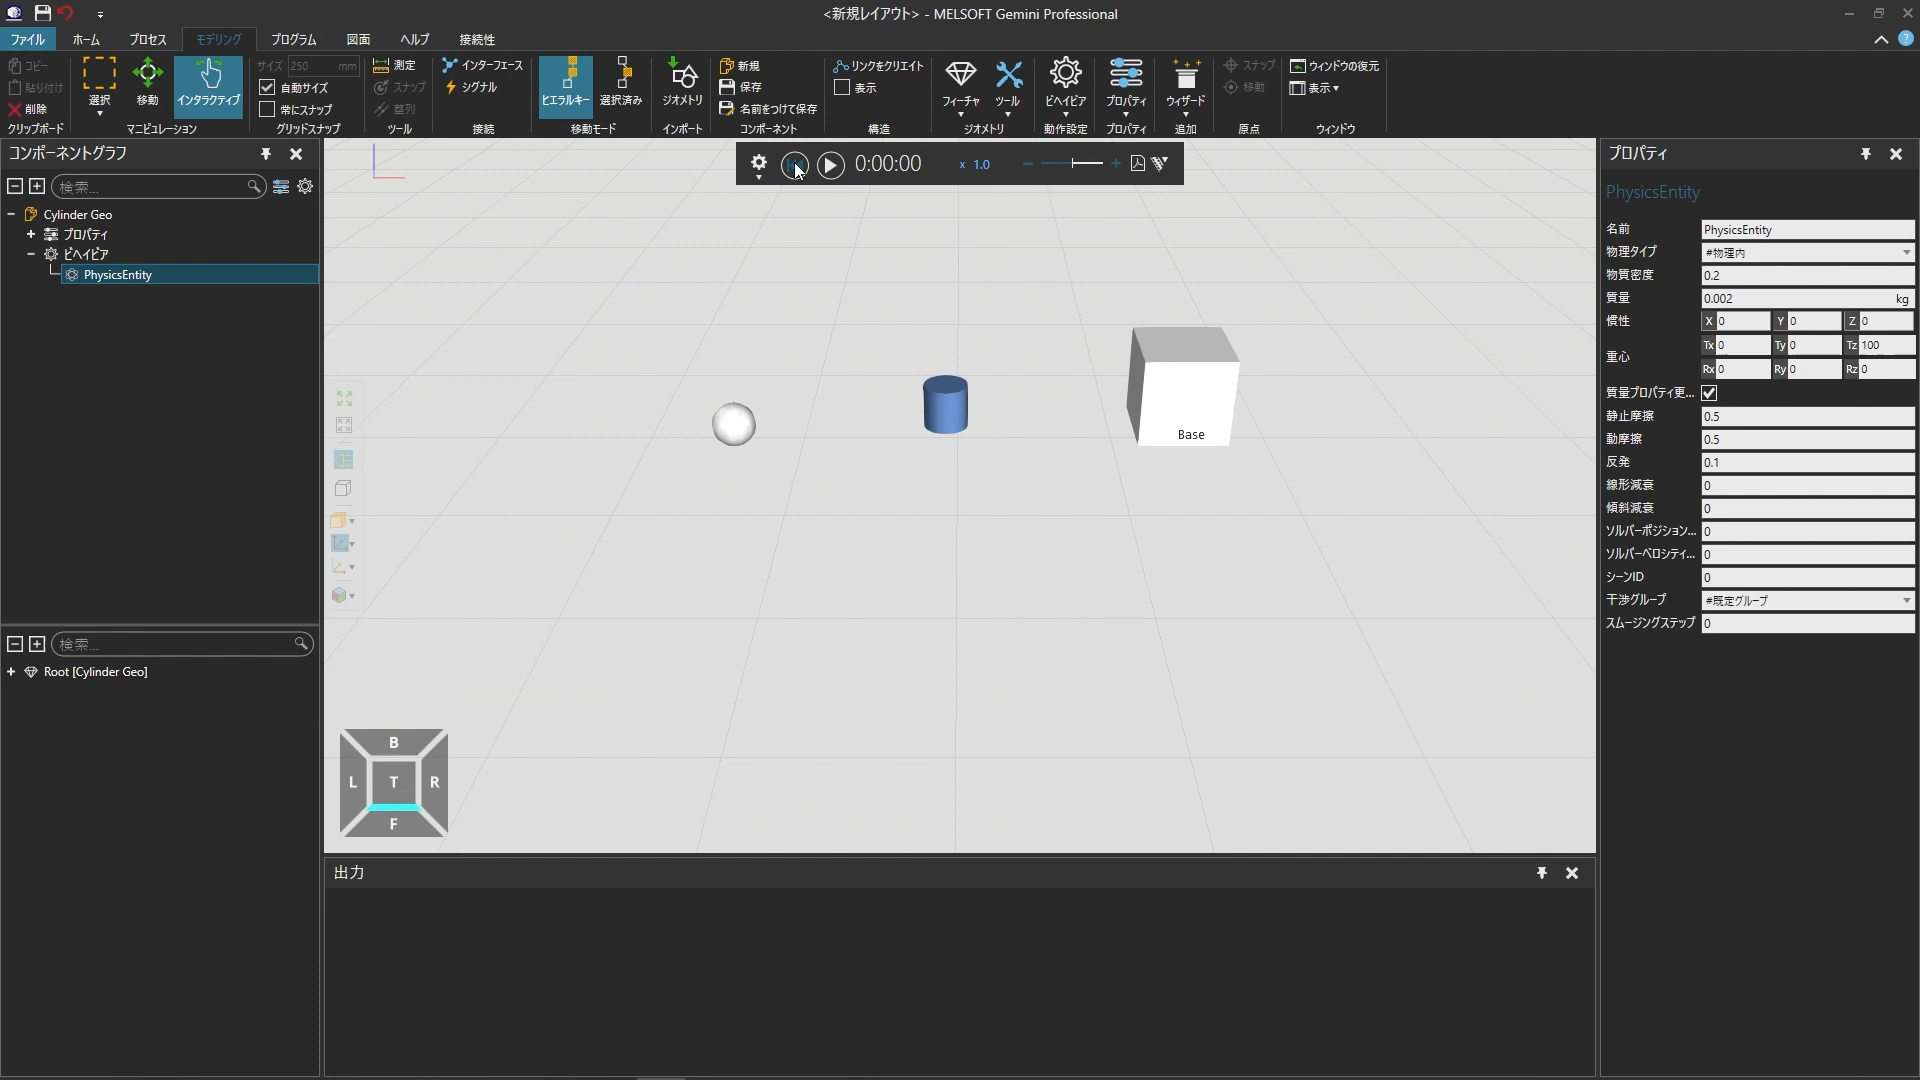 <新規レイアウト> - MELSOFT Gemini Professional
ファイル ホーム プロセス モデリング プログラム 図面 ヘルプ 接続性
コピー
貼り付け
削除
クリップボード
選択 移動 インタラクティブ
マニピュレーション
サイズ 250 mm
自動サイズ
常にスナップ
グリッドスナップ
測定
スナップ
整列
ツール
インターフェース
シグナル
接続
ヒエラルキー 選択済み
移動モード
ジオメトリ
インポート
新規
保存
名前をつけて保存
コンポーネント
リンクをクリエイト
表示
構造
フィーチャ ツール
ジオメトリ
ビヘイビア
動作設定
プロパティ
プロパティ
ウィザード
追加
スナップ
移動
原点
ウィンドウの復元
表示
ウィンドウ
コンポーネントグラフ
検索...
Cylinder Geo
プロパティ
ビヘイビア
PhysicsEntity
検索...
Root [Cylinder Geo]
0:00:00 x 1.0
Base
B
L T R
F
出力
プロパティ
PhysicsEntity
名前 PhysicsEntity
物理タイプ #物理内
物質密度 0.2
質量 0.002 kg
慣性 X 0 Y 0 Z 0
重心 Tx 0 Ty 0 Tz 100
Rx 0 Ry 0 Rz 0
質量プロパティ更...
静止摩擦 0.5
動摩擦 0.5
反発 0.1
線形減衰 0
傾斜減衰 0
ソルバーポジション... 0
ソルバーベロシティ... 0
シーンID 0
干渉グループ #既定グループ
スムージングステップ 0